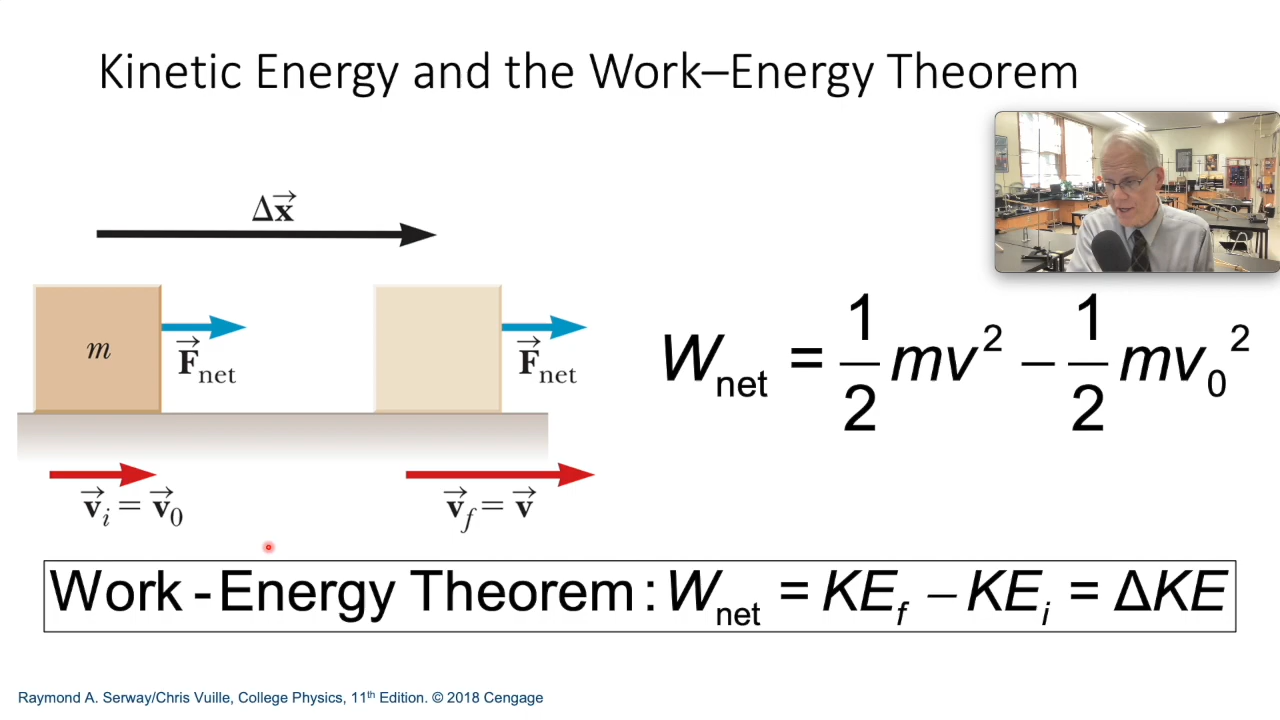 Kinetic Energy and the Work–Energy Theorem
Δx⃗
m
F⃗net
F⃗net
v⃗i = v⃗0
v⃗f = v⃗
Wnet = 1/2 mv² − 1/2 mv0²
Work - Energy Theorem : Wnet = KEf − KEi = ΔKE
Raymond A. Serway/Chris Vuille, College Physics, 11th Edition. © 2018 Cengage